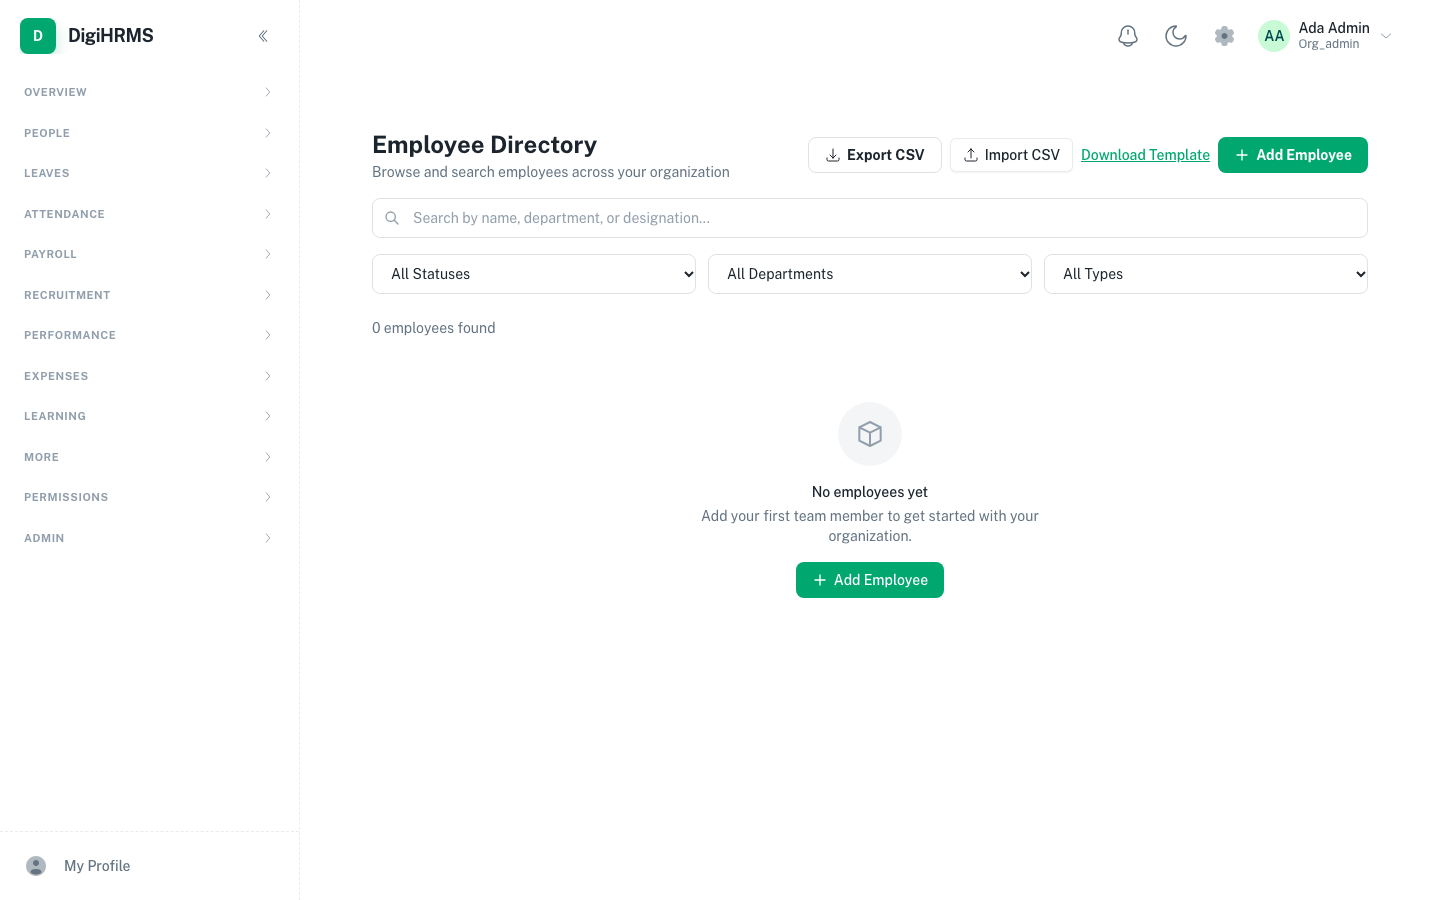 D
DigiHRMS
OVERVIEW
PEOPLE
LEAVES
ATTENDANCE
PAYROLL
RECRUITMENT
PERFORMANCE
EXPENSES
LEARNING
MORE
PERMISSIONS
ADMIN
My Profile
AA
Ada Admin
Org_admin
Employee Directory
Browse and search employees across your organization
Export CSV
Import CSV
Download Template
Add Employee
Search by name, department, or designation...
All Statuses
All Departments
All Types
0 employees found
No employees yet
Add your first team member to get started with your
organization.
Add Employee